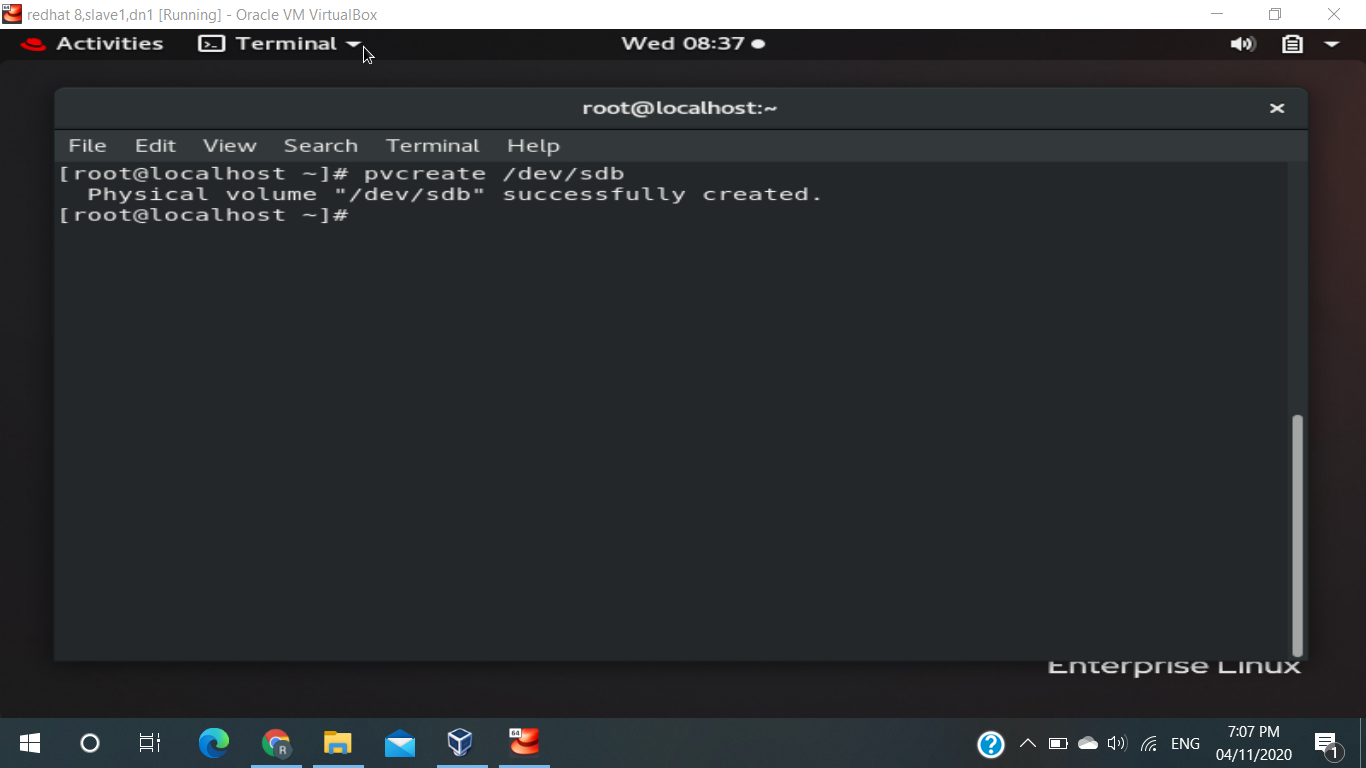 redhat 8,slave1,dn1 [Running] - Oracle VM VirtualBox
Activities Terminal Wed 08:37
root@localhost:~
File Edit View Search Terminal Help
[root@localhost ~]# pvcreate /dev/sdb
Physical volume "/dev/sdb" successfully created.
[root@localhost ~]#
Enterprise Linux
ENG 7:07 PM
04/11/2020
64
R
64
1